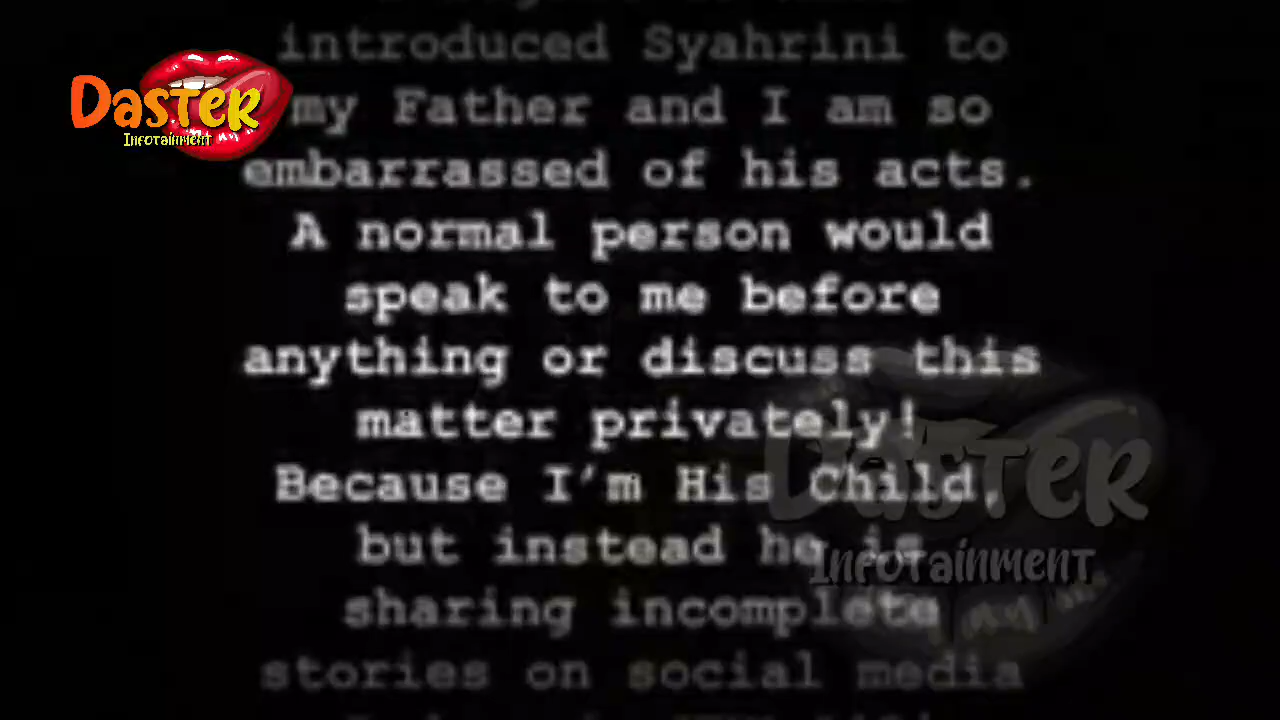 introduced Syahrini to
DASTER
INFOTAINMENT
my Father and I am so
embarrassed of his acts.
A normal person would
speak to me before
anything or discuss this
matter privately!
Because I'm His Child,
but instead he is
sharing incomplete
stories on social media
DASTER
INFOTAINMENT